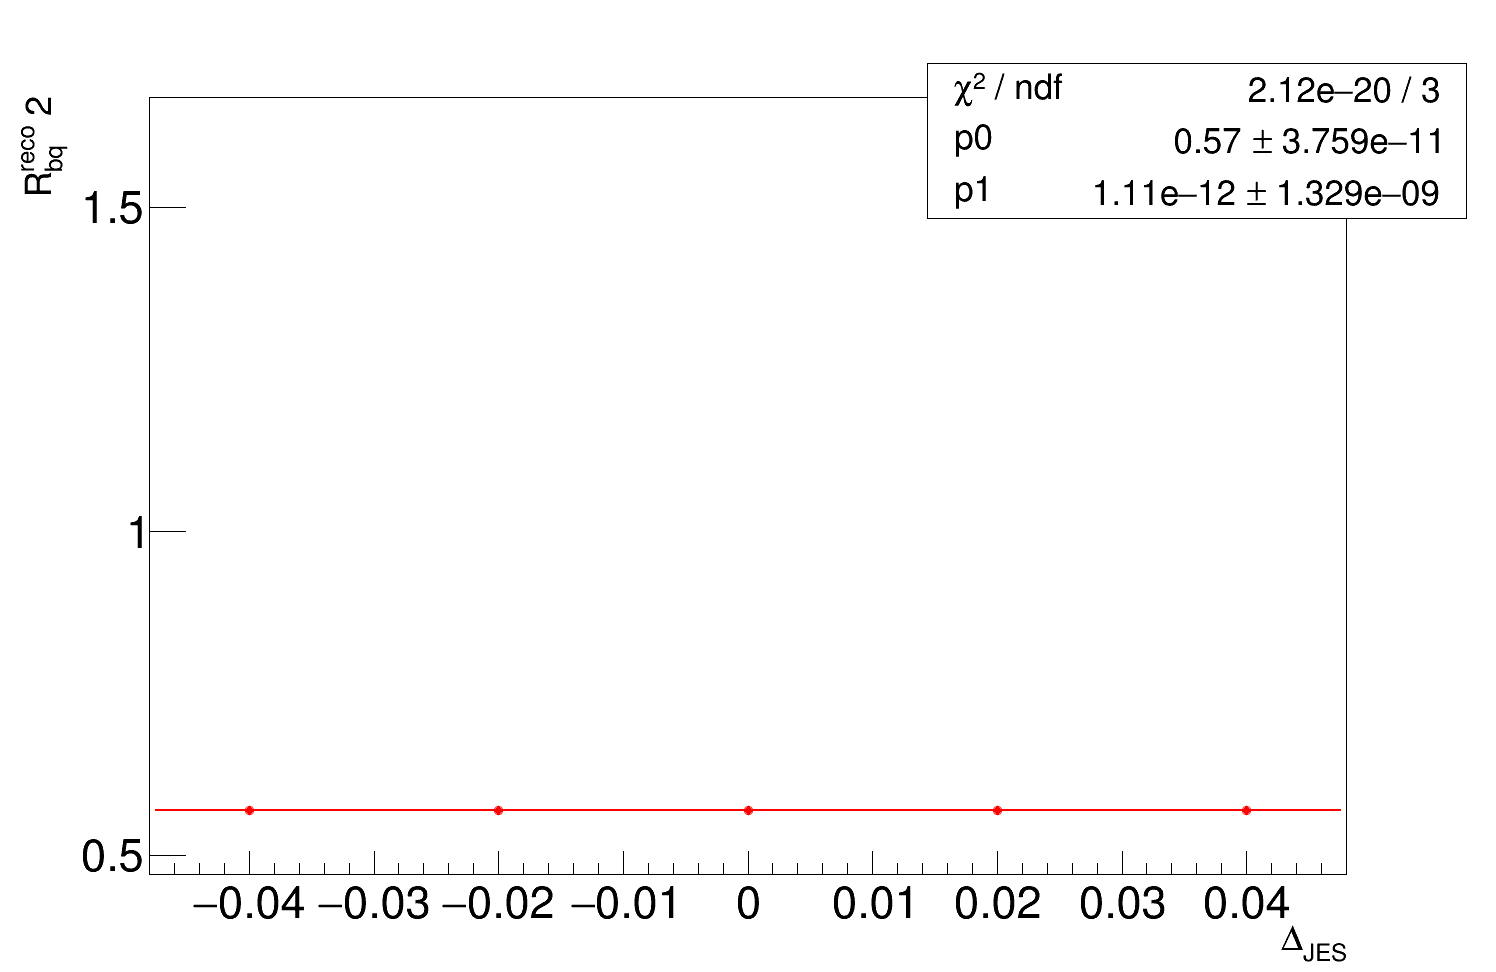 χ² / ndf 2.12e–20 / 3
p0 0.57 ± 3.759e–11
p1 1.11e–12 ± 1.329e–09
R_bq^reco 2
1.5
1
0.5
–0.04 –0.03 –0.02 –0.01 0 0.01 0.02 0.03 0.04
Δ_JES